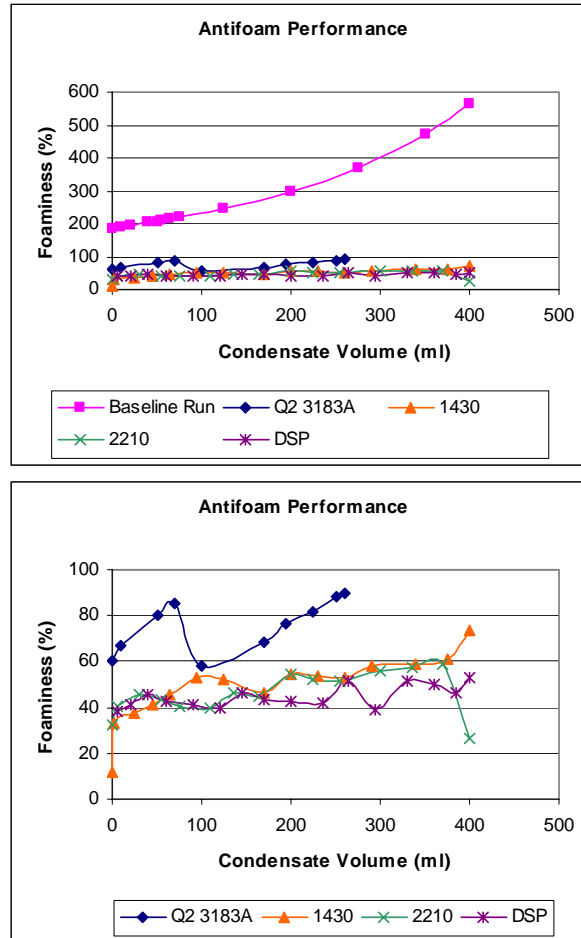 Antifoam Performance
600
500
400
300
200
100
0
Foaminess (%)
0 100 200 300 400 500
Condensate Volume (ml)
Baseline Run Q2 3183A 1430
2210 DSP
Antifoam Performance
100
80
60
40
20
0
Foaminess (%)
0 100 200 300 400 500
Condensate Volume (ml)
Q2 3183A 1430 2210 DSP